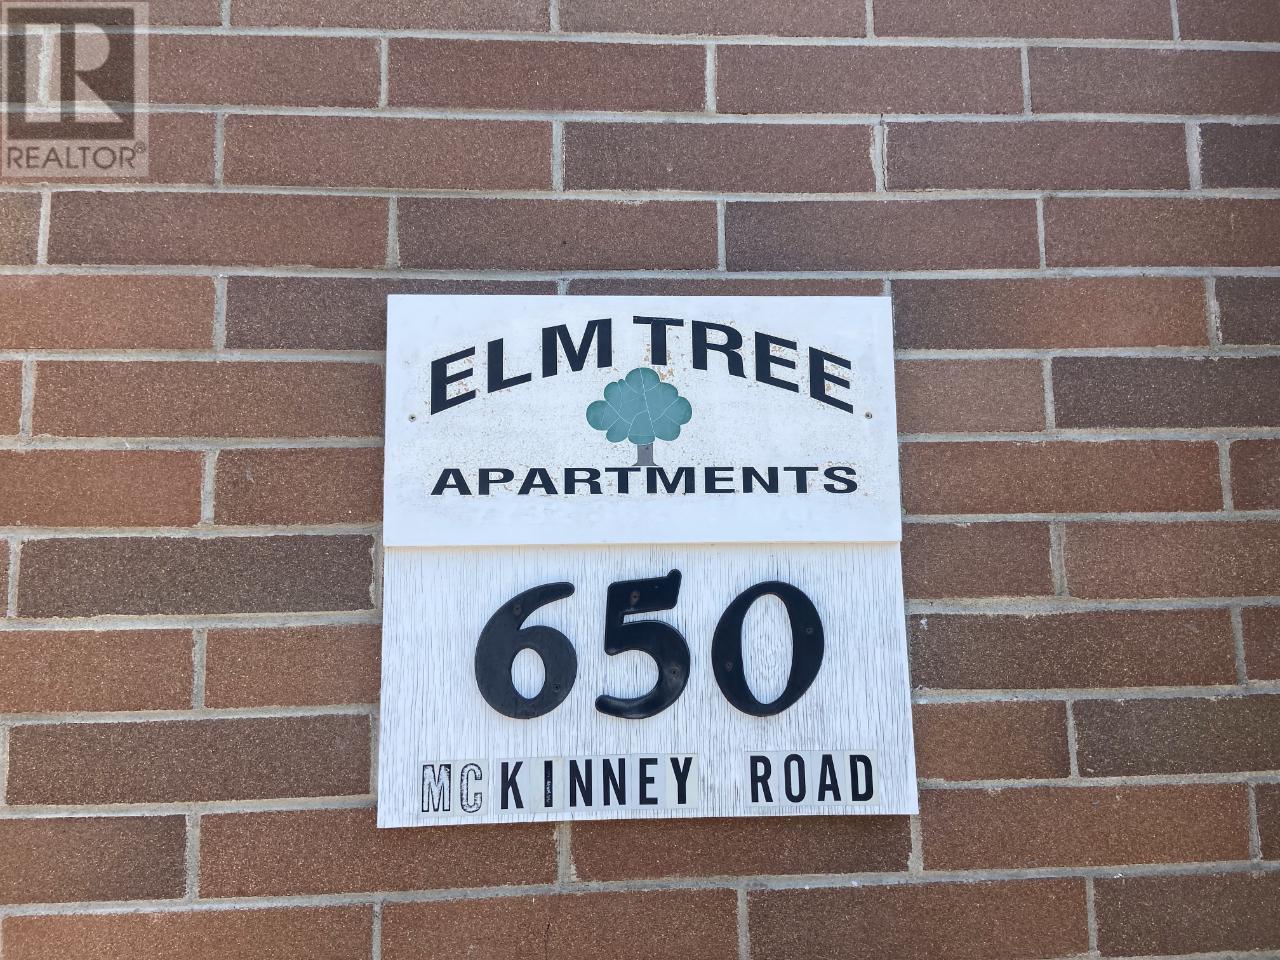 R
REALTOR®
ELM TREE
APARTMENTS
650
MCKINNEY ROAD